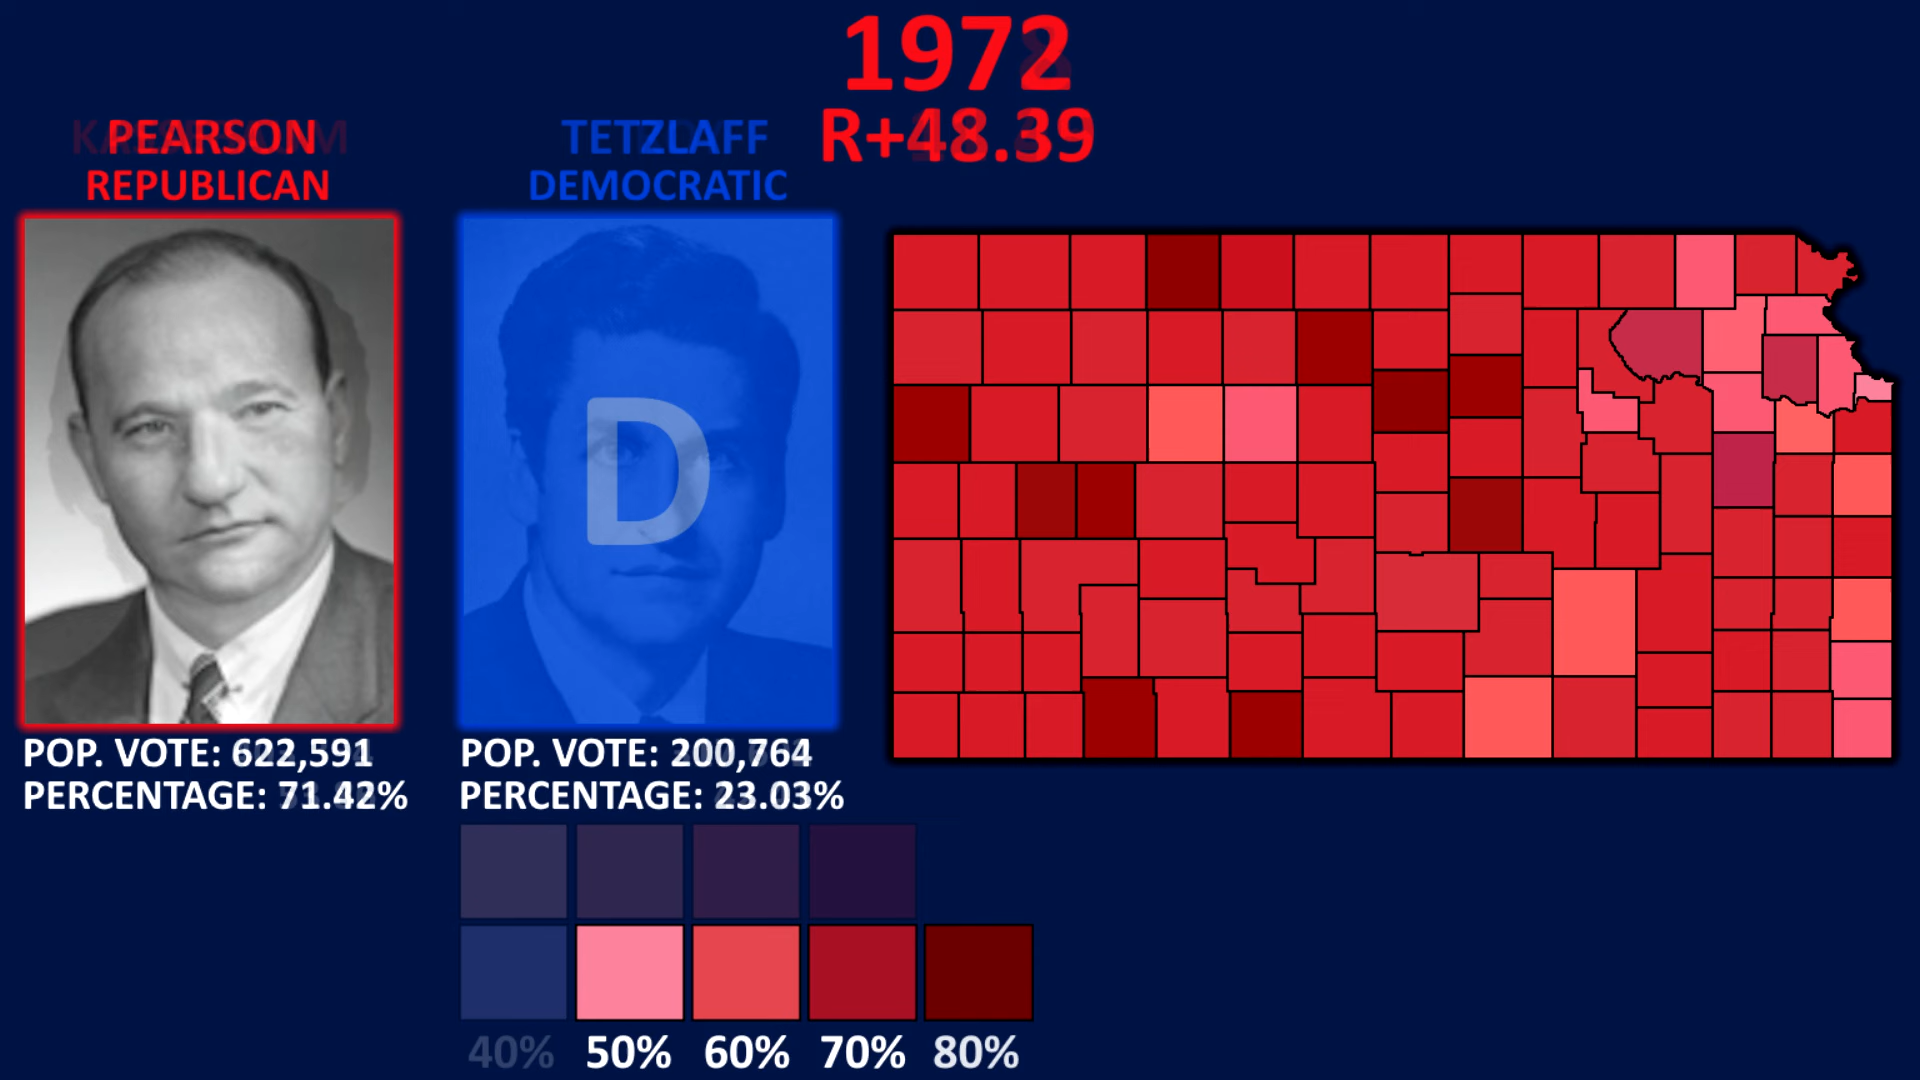 1972
R+48.39
PEARSON
REPUBLICAN
TETZLAFF
DEMOCRATIC
D
POP. VOTE: 622,591
PERCENTAGE: 71.42%
POP. VOTE: 200,764
PERCENTAGE: 23.03%
40% 50% 60% 70% 80%